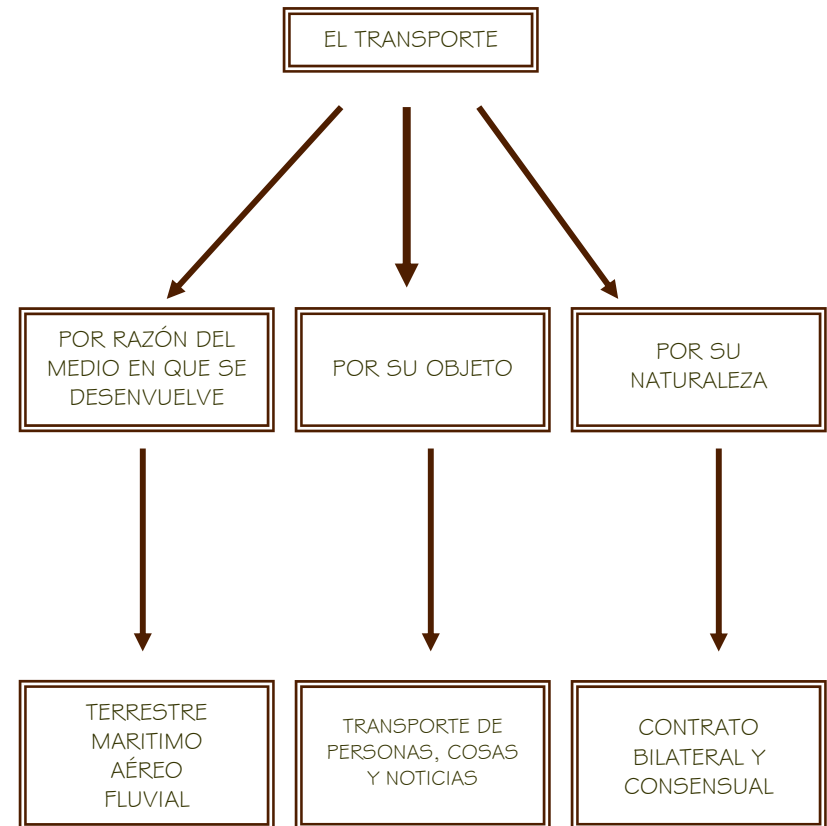 EL TRANSPORTE
POR RAZÓN DEL
MEDIO EN QUE SE
DESENVUELVE
POR SU OBJETO
POR SU
NATURALEZA
TERRESTRE
MARITIMO
AÉREO
FLUVIAL
TRANSPORTE DE
PERSONAS, COSAS
Y NOTICIAS
CONTRATO
BILATERAL Y
CONSENSUAL